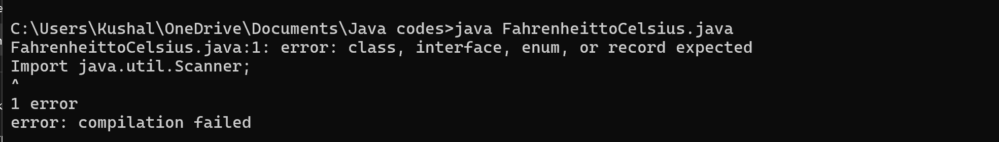 C:\Users\Kushal\OneDrive\Documents\Java codes>java FahrenheittoCelsius.java
FahrenheittoCelsius.java:1: error: class, interface, enum, or record expected
Import java.util.Scanner;
^
1 error
error: compilation failed